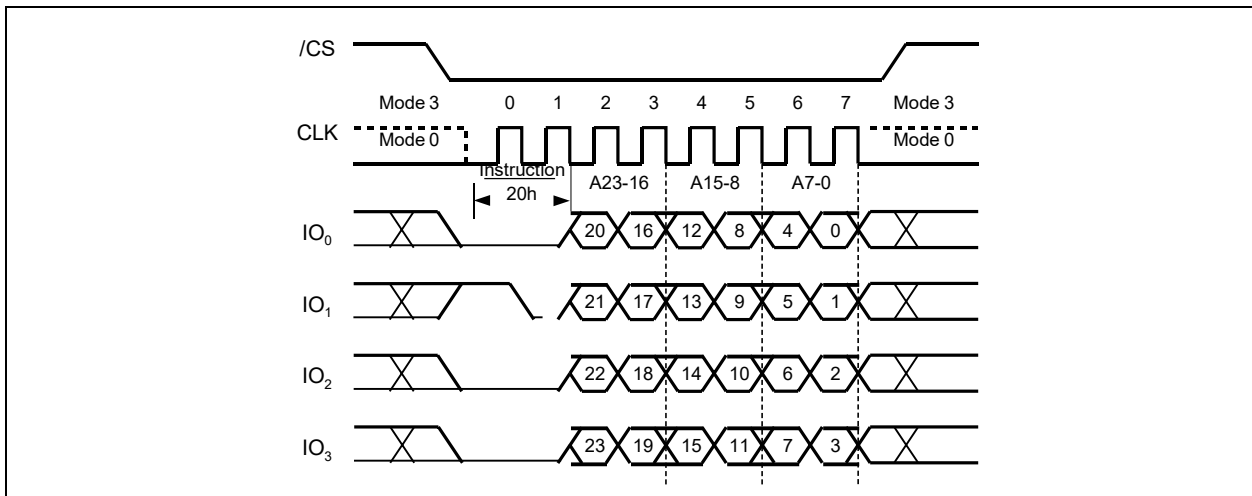 /CS
Mode 3 0 1 2 3 4 5 6 7 Mode 3
CLK Mode 0 Mode 0
Instruction
20h A23-16 A15-8 A7-0
IO0 20 16 12 8 4 0
IO1 21 17 13 9 5 1
IO2 22 18 14 10 6 2
IO3 23 19 15 11 7 3